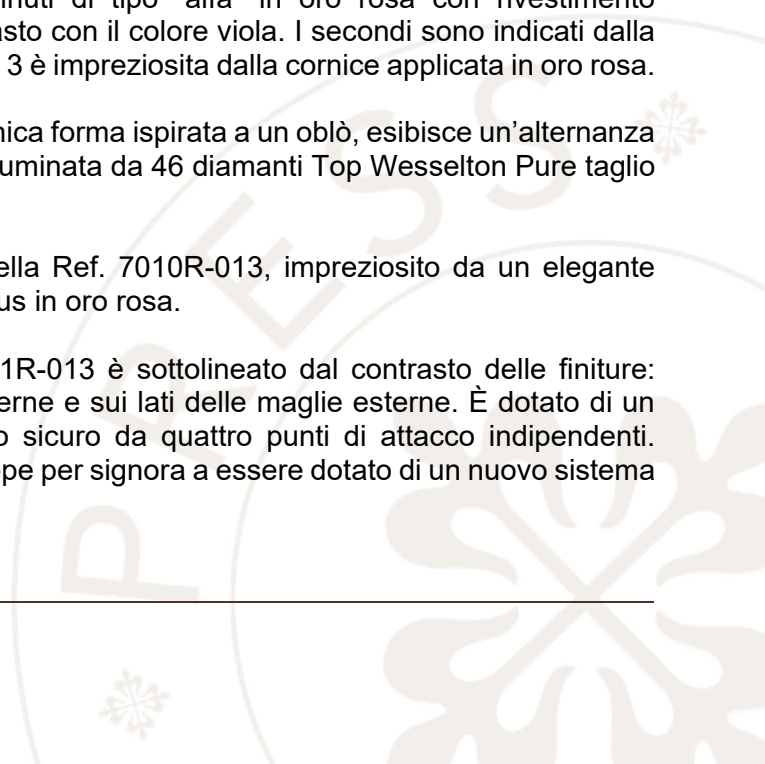 di tipo "alfa" in oro rosa con rivestimento
asto con il colore viola. I secondi sono indicati dalla
3 è impreziosita dalla cornice applicata in oro rosa.
nica forma ispirata a un oblò, esibisce un’alternanza
uminata da 46 diamanti Top Wesselton Pure taglio
ella Ref. 7010R-013, impreziosito da un elegante
us in oro rosa.
1R-013 è sottolineato dal contrasto delle finiture:
erne e sui lati delle maglie esterne. È dotato di un
o sicuro da quattro punti di attacco indipendenti.
ppe per signora a essere dotato di un nuovo sistema
PRESS